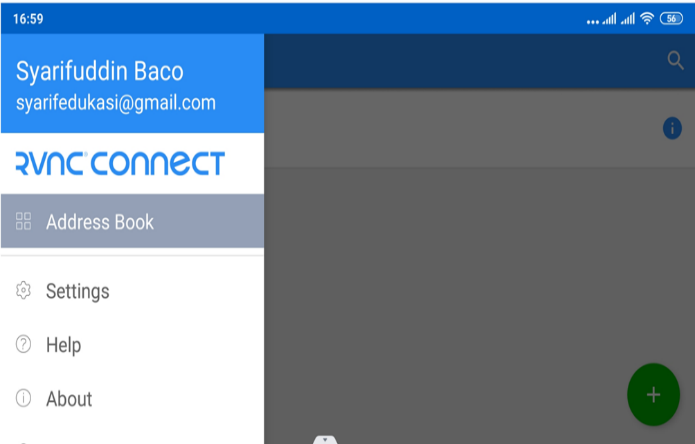 16:59
56
Syarifuddin Baco
syarifedukasi@gmail.com
RVNC CONNECT
Address Book
Settings
Help
About